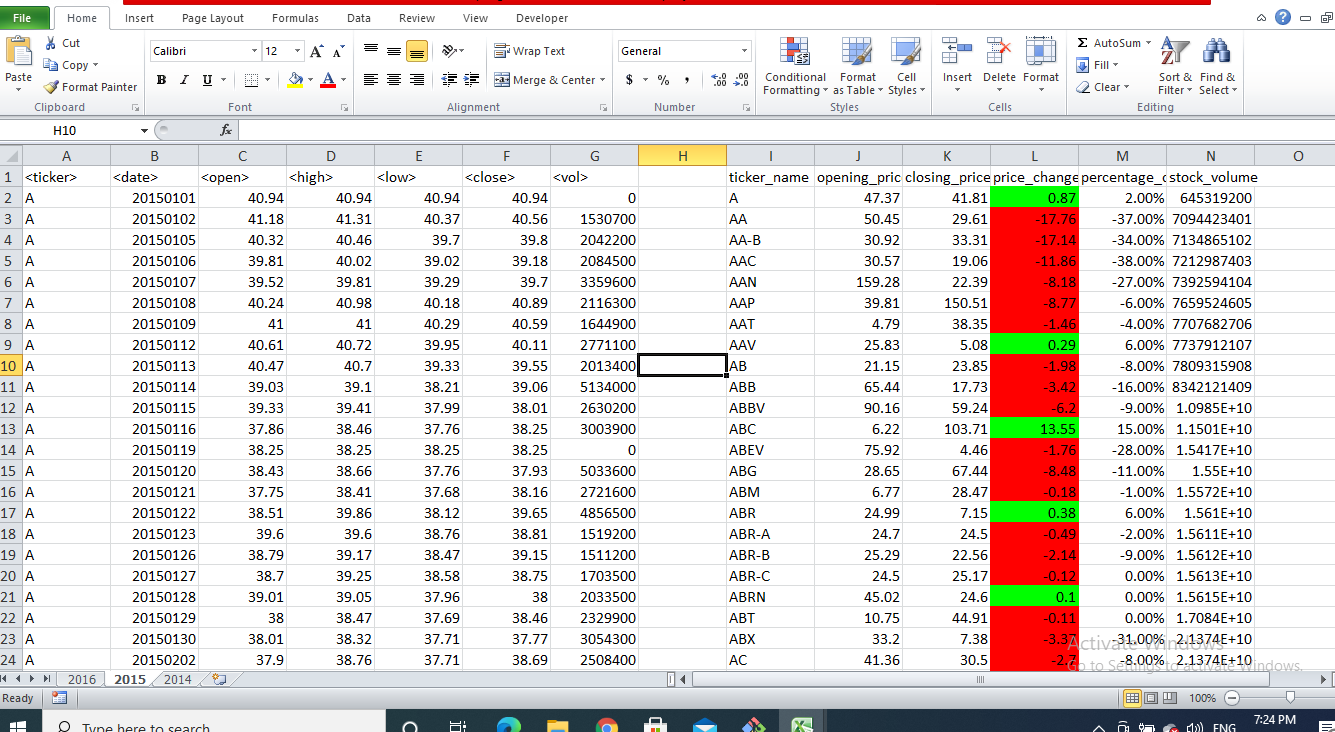 File Home Insert Page Layout Formulas Data Review View Developer
Cut Calibri 12 Wrap Text General AutoSum
Copy Fill
Paste Format Painter B I U Merge & Center $ % , Conditional Formatting Format as Table Cell Styles Insert Delete Format Clear Sort & Filter Find & Select
Clipboard Font Alignment Number Styles Cells Editing
H10 fx
A B C D E F G H I J K L M N O
1 <ticker> <date> <open> <high> <low> <close> <vol> ticker_name opening_pric closing_price price_change percentage_c stock_volume
2 A 20150101 40.94 40.94 40.94 40.94 0 A 47.37 41.81 0.87 2.00% 645319200
3 A 20150102 41.18 41.31 40.37 40.56 1530700 AA 50.45 29.61 -17.76 -37.00% 7094423401
4 A 20150105 40.32 40.46 39.7 39.8 2042200 AA-B 30.92 33.31 -17.14 -34.00% 7134865102
5 A 20150106 39.81 40.02 39.02 39.18 2084500 AAC 30.57 19.06 -11.86 -38.00% 7212987403
6 A 20150107 39.52 39.81 39.29 39.7 3359600 AAN 159.28 22.39 -8.18 -27.00% 7392594104
7 A 20150108 40.24 40.98 40.18 40.89 2116300 AAP 39.81 150.51 -8.77 -6.00% 7659524605
8 A 20150109 41 41 40.29 40.59 1644900 AAT 4.79 38.35 -1.46 -4.00% 7707682706
9 A 20150112 40.61 40.72 39.95 40.11 2771100 AAV 25.83 5.08 0.29 6.00% 7737912107
10 A 20150113 40.47 40.7 39.33 39.55 2013400 AB 21.15 23.85 -1.98 -8.00% 7809315908
11 A 20150114 39.03 39.1 38.21 39.06 5134000 ABB 65.44 17.73 -3.42 -16.00% 8342121409
12 A 20150115 39.33 39.41 37.99 38.01 2630200 ABBV 90.16 59.24 -6.2 -9.00% 1.0985E+10
13 A 20150116 37.86 38.46 37.76 38.25 3003900 ABC 6.22 103.71 13.55 15.00% 1.1501E+10
14 A 20150119 38.25 38.25 38.25 38.25 0 ABEV 75.92 4.46 -1.76 -28.00% 1.5417E+10
15 A 20150120 38.43 38.66 37.76 37.93 5033600 ABG 28.65 67.44 -8.48 -11.00% 1.55E+10
16 A 20150121 37.75 38.41 37.68 38.16 2721600 ABM 6.77 28.47 -0.18 -1.00% 1.5572E+10
17 A 20150122 38.51 39.86 38.12 39.65 4856500 ABR 24.99 7.15 0.38 6.00% 1.561E+10
18 A 20150123 39.6 39.6 38.76 38.81 1519200 ABR-A 24.7 24.5 -0.49 -2.00% 1.5611E+10
19 A 20150126 38.79 39.17 38.47 39.15 1511200 ABR-B 25.29 22.56 -2.14 -9.00% 1.5612E+10
20 A 20150127 38.7 39.25 38.58 38.75 1703500 ABR-C 24.5 25.17 -0.12 0.00% 1.5613E+10
21 A 20150128 39.01 39.05 37.96 38 2033500 ABRN 45.02 24.6 0.1 0.00% 1.5615E+10
22 A 20150129 38 38.47 37.69 38.46 2329900 ABT 10.75 44.91 -0.11 0.00% 1.7084E+10
23 A 20150130 38.01 38.32 37.71 37.77 3054300 ABX 33.2 7.38 -3.37 -31.00% 2.1374E+10
Activate Windows
24 A 20150202 37.9 38.76 37.71 38.69 2508400 AC 41.36 30.5 -2.7 -8.00% 2.1374E+10
Go to Settings to activate Windows.
2016 2015 2014
Ready 100%
Type here to search ENG 7:24 PM